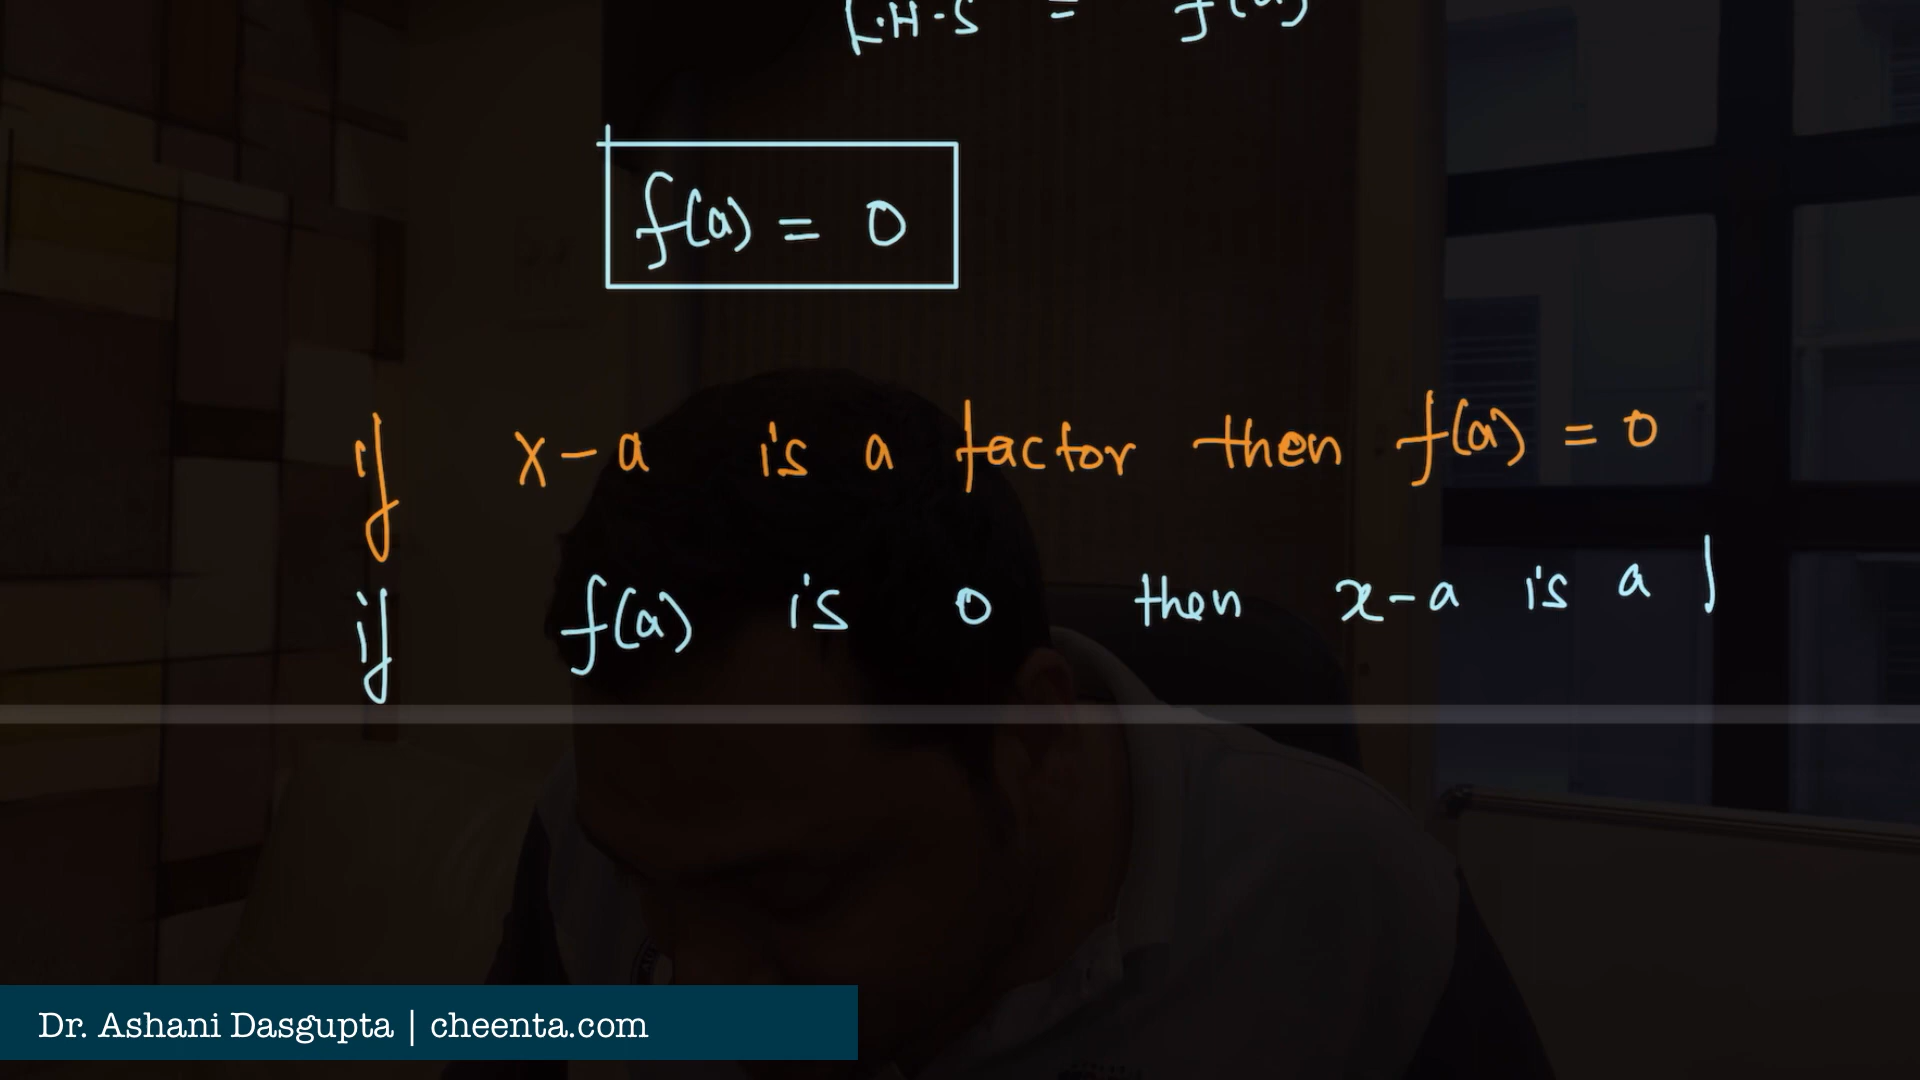 L.H.S = f(a)
f(a) = 0
if x-a is a factor then f(a) = 0
if f(a) is 0 then x-a is a
Dr. Ashani Dasgupta | cheenta.com